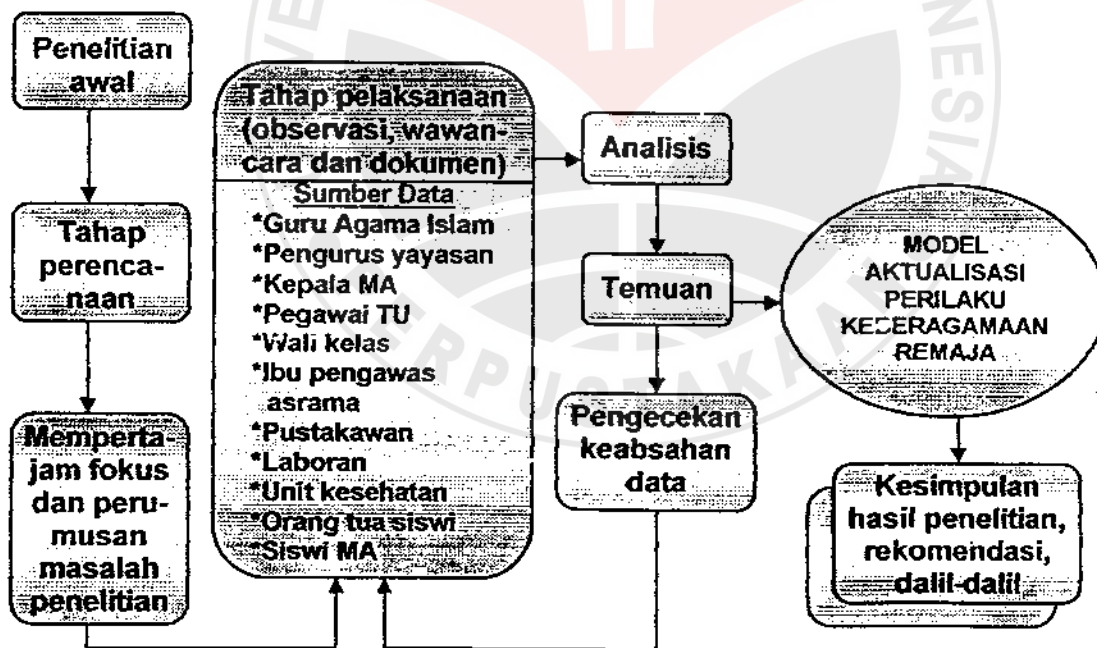 Penelitian
awal
Tahap
perenca-
naan
Memperta-
jam fokus
dan peru-
musan
masalah
penelitian
Tahap pelaksanaan
(observasi, wawan-
cara dan dokumen)
Sumber Data
*Guru Agama Islam
*Pengurus yayasan
*Kepala MA
*Pegawai TU
*Wali kelas
*Ibu pengawas
asrama
*Pustakawan
*Laboran
*Unit kesehatan
*Orang tua siswi
*Siswi MA
Analisis
Temuan
Pengecekan
keabsahan
data
MODEL
AKTUALISASI
PERILAKU
KEBERAGAMAAN
REMAJA
Kesimpulan
hasil penelitian,
rekomendasi,
dalil-dalil
ERPUSTAKAAN
NESIA